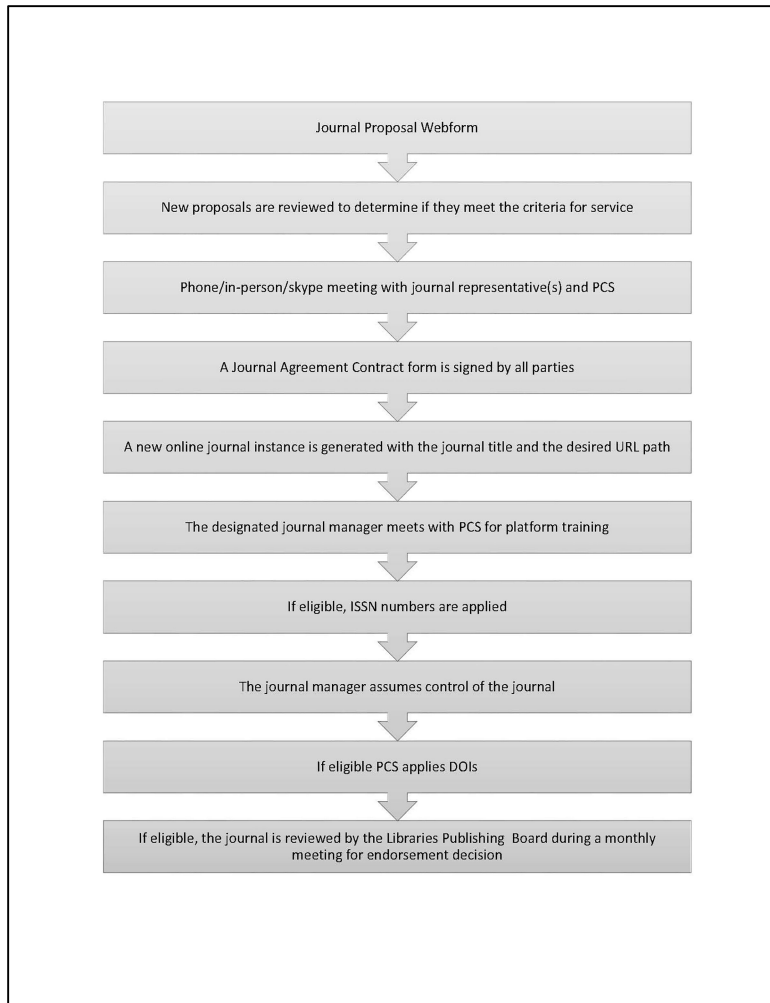 Journal Proposal Webform
New proposals are reviewed to determine if they meet the criteria for service
Phone/in-person/skype meeting with journal representative(s) and PCS
A Journal Agreement Contract form is signed by all parties
A new online journal instance is generated with the journal title and the desired URL path
The designated journal manager meets with PCS for platform training
If eligible, ISSN numbers are applied
The journal manager assumes control of the journal
If eligible PCS applies DOIs
If eligible, the journal is reviewed by the Libraries Publishing  Board during a monthly
meeting for endorsement decision